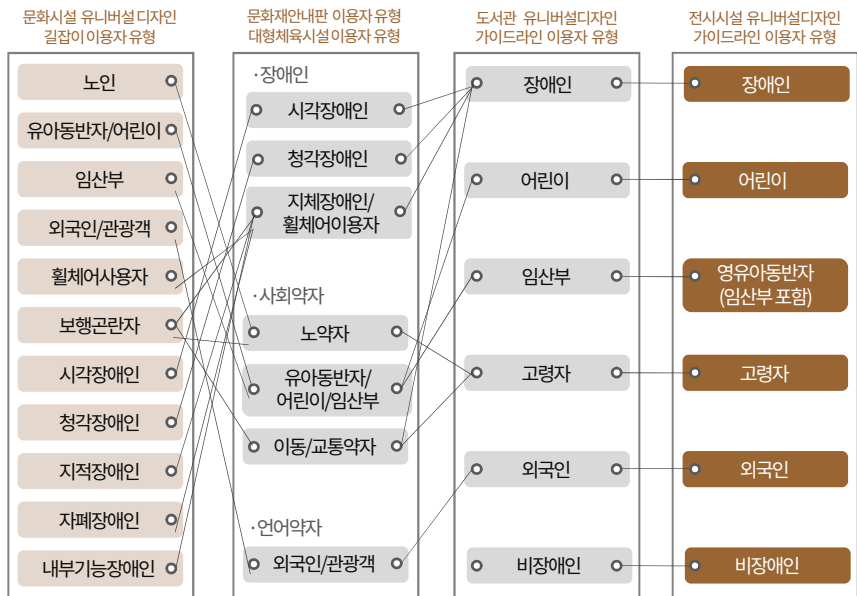 문화시설 유니버설디자인
길잡이 이용자 유형
노인
유아동반자/어린이
임산부
외국인/관광객
휠체어사용자
보행곤란자
시각장애인
청각장애인
지적장애인
자폐장애인
내부기능장애인
문화재안내판 이용자 유형
대형체육시설 이용자 유형
·장애인
시각장애인
청각장애인
지체장애인/
휠체어이용자
·사회약자
노약자
유아동반자/
어린이/임산부
이동/교통약자
·언어약자
외국인/관광객
도서관 유니버설디자인
가이드라인 이용자 유형
장애인
어린이
임산부
고령자
외국인
비장애인
전시시설 유니버설디자인
가이드라인 이용자 유형
장애인
어린이
영유아동반자
(임산부 포함)
고령자
외국인
비장애인